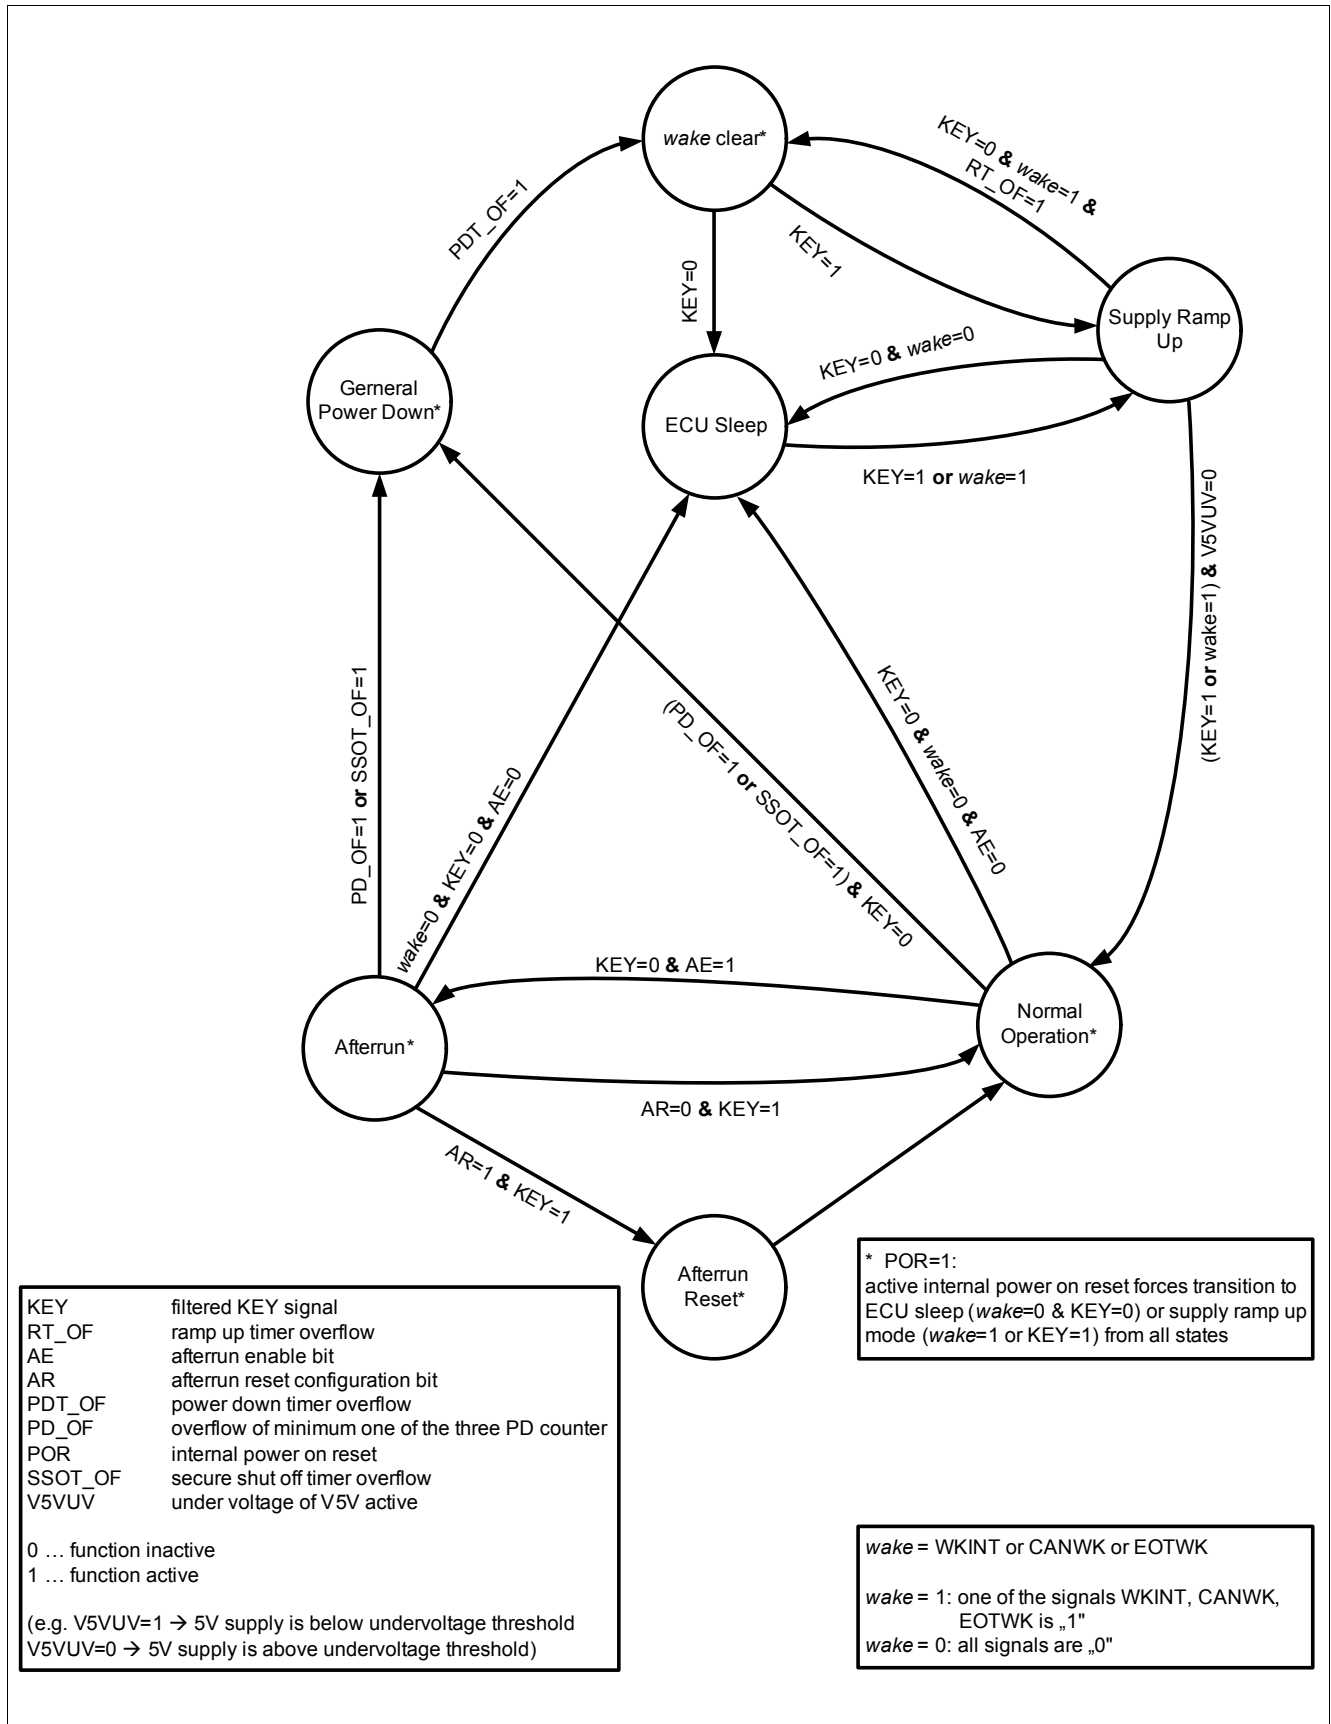 wake clear*
KEY=0 & wake=1 &
RT_OF=1
PDT_OF=1
KEY=1
KEY=0
Supply Ramp
Up
KEY=0 & wake=0
Gerneral
Power Down*
ECU Sleep
KEY=1 or wake=1
(KEY=1 or wake=1) & V5VUV=0
PD_OF=1 or SSOT_OF=1
wake=0 & KEY=0 & AE=0
(PD_OF=1 or SSOT_OF=1) & KEY=0
KEY=0 & wake=0 & AE=0
KEY=0 & AE=1
Normal
Operation*
Afterrun*
AR=0 & KEY=1
AR=1 & KEY=1
Afterrun
Reset*
* POR=1:
active internal power on reset forces transition to
ECU sleep (wake=0 & KEY=0) or supply ramp up
mode (wake=1 or KEY=1) from all states
KEY filtered KEY signal
RT_OF ramp up timer overflow
AE afterrun enable bit
AR afterrun reset configuration bit
PDT_OF power down timer overflow
PD_OF overflow of minimum one of the three PD counter
POR internal power on reset
SSOT_OF secure shut off timer overflow
V5VUV under voltage of V5V active
0 … function inactive
1 … function active
(e.g. V5VUV=1 → 5V supply is below undervoltage threshold
V5VUV=0 → 5V supply is above undervoltage threshold)
wake = WKINT or CANWK or EOTWK
wake = 1: one of the signals WKINT, CANWK,
EOTWK is „1"
wake = 0: all signals are „0"